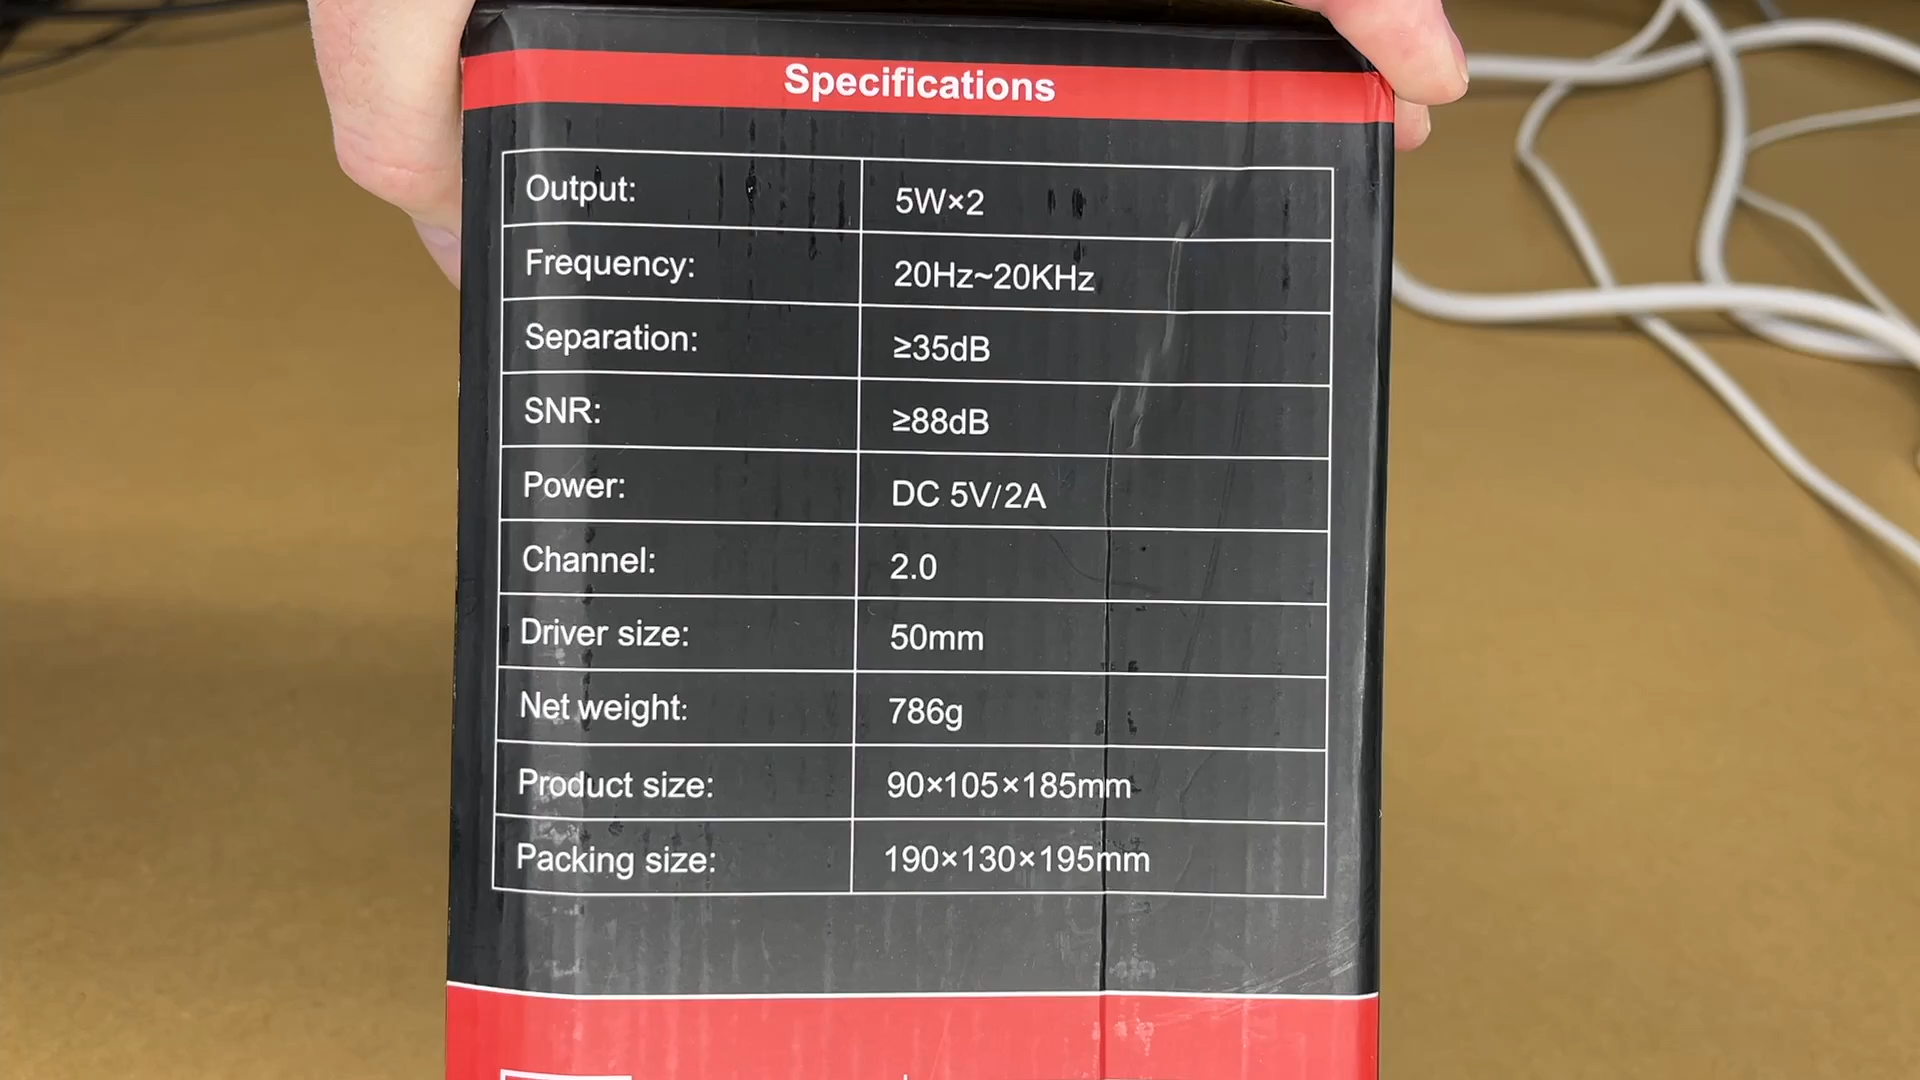 Specifications
Output: 5W×2
Frequency: 20Hz~20KHz
Separation: ≥35dB
SNR: ≥88dB
Power: DC 5V/2A
Channel: 2.0
Driver size: 50mm
Net weight: 786g
Product size: 90×105×185mm
Packing size: 190×130×195mm